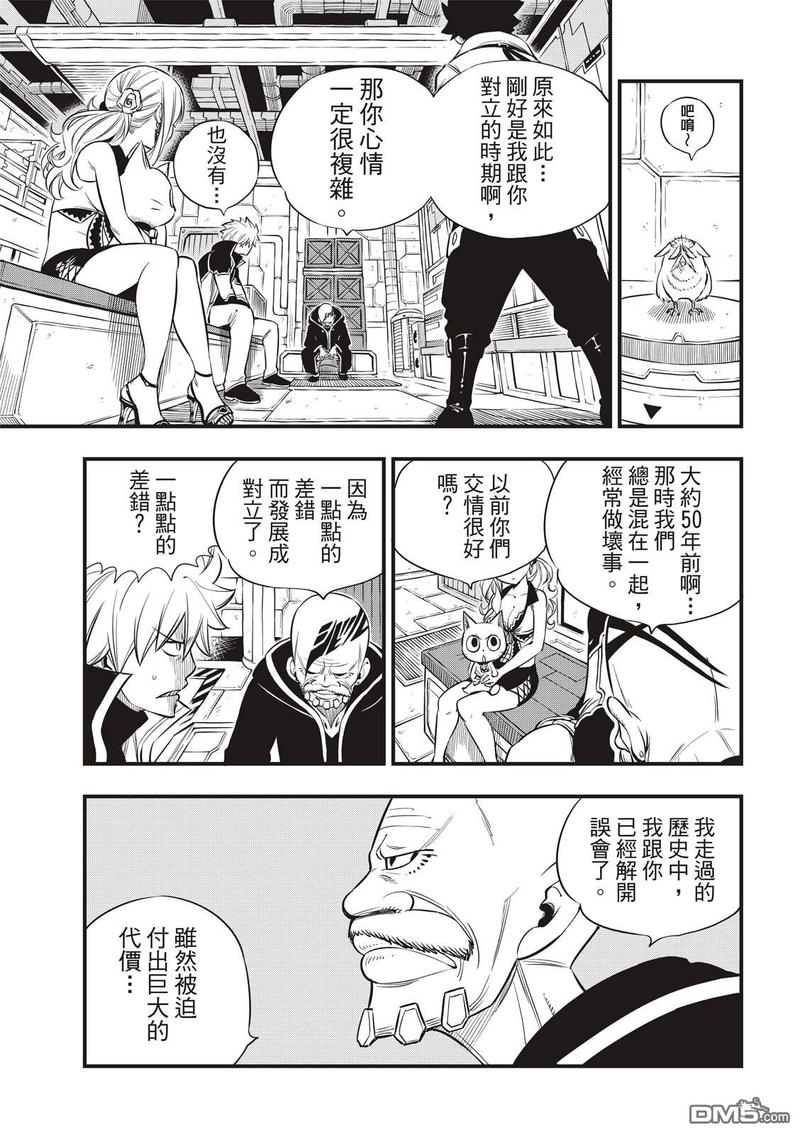 吧唷~
原來如此…
剛好是我跟你
對立的時期啊，
那你心情
一定很複雜。
也沒有…
大約50年前啊…
那時我們
總是混在一起，
經常做壞事。
以前你們
交情很好
嗎？
因為
一點點的
差錯
而發展成
對立了。
一點點的
差錯？
我走過的
歷史中，
我跟你
已經解開
誤會了。
雖然被迫
付出巨大的
代價…
DM5.com